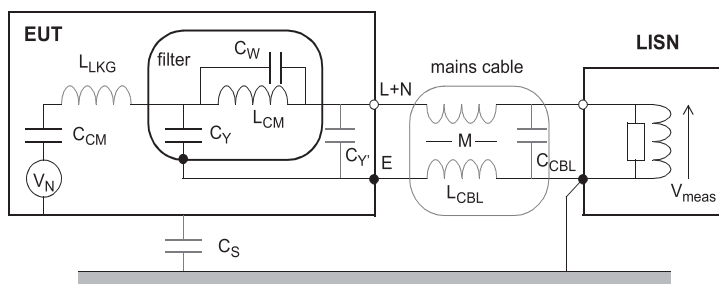 EUT
LISN
filter
C_W
L_LKG
mains cable
L+N
L_CM
C_CM
C_Y
C_Y'
E
M
C_CBL
V_N
L_CBL
V_meas
C_S